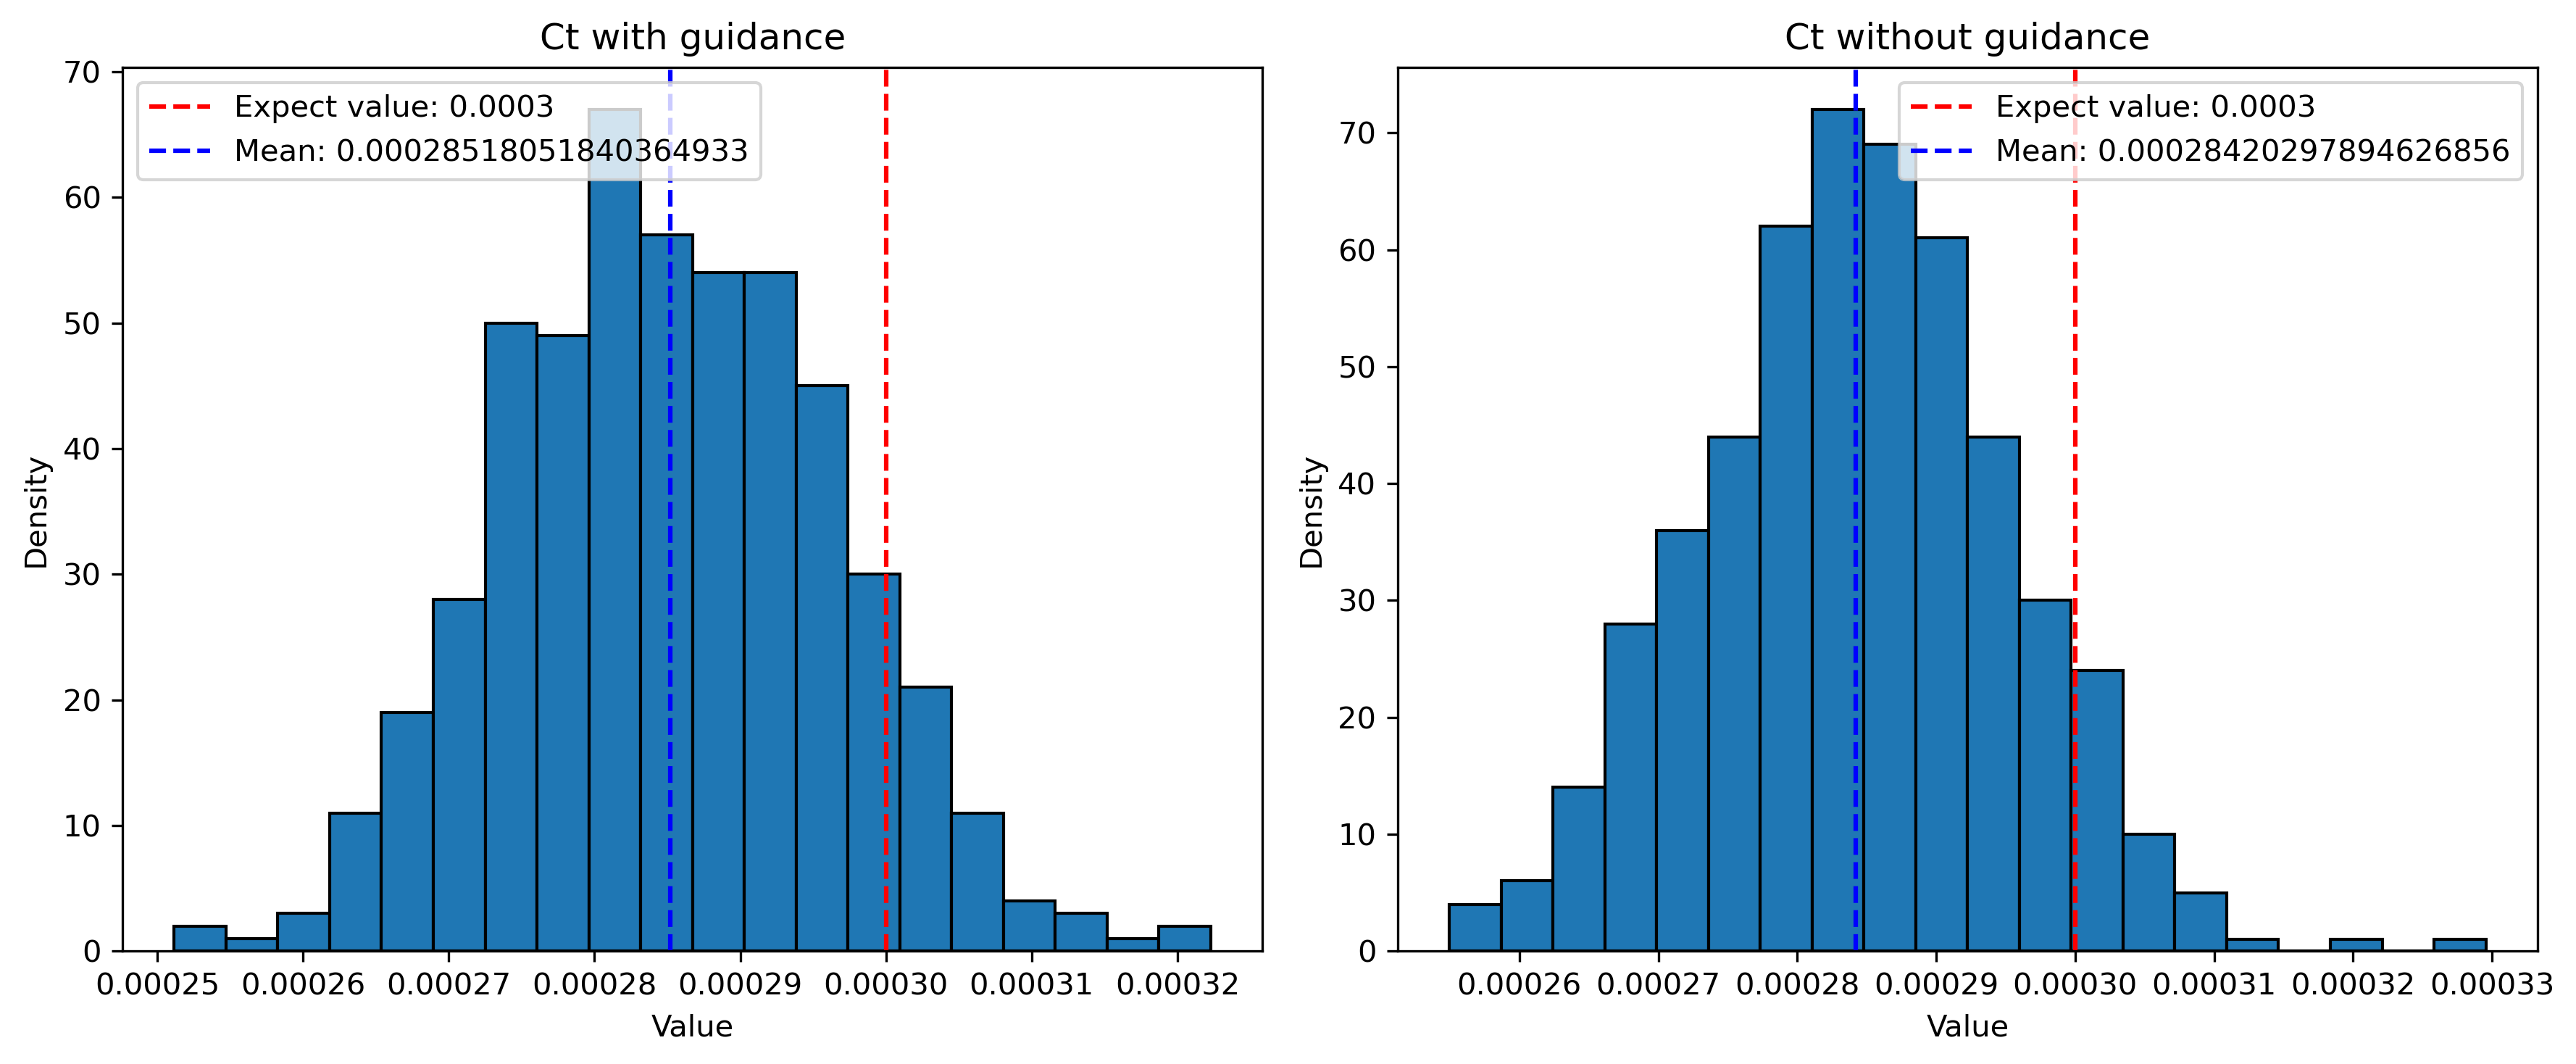 Ct with guidance
70
60
50
40
30
20
10
0
Density
Expect value: 0.0003
Mean: 0.00028518051840364933
0.00025 0.00026 0.00027 0.00028 0.00029 0.00030 0.00031 0.00032
Value
Ct without guidance
70
60
50
40
30
20
10
0
Density
Expect value: 0.0003
Mean: 0.00028420297894626856
0.00026 0.00027 0.00028 0.00029 0.00030 0.00031 0.00032 0.00033
Value